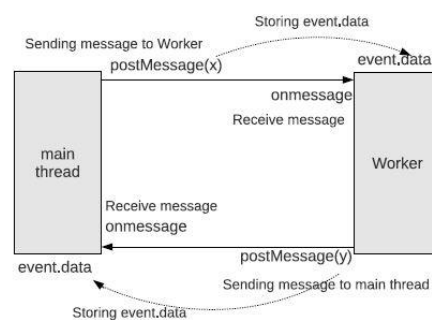 Storing event.data
Sending message to Worker
event.data
postMessage(x)
onmessage
Receive message
main
thread
Worker
Receive message
onmessage
postMessage(y)
event.data
Sending message to main thread
Storing event.data